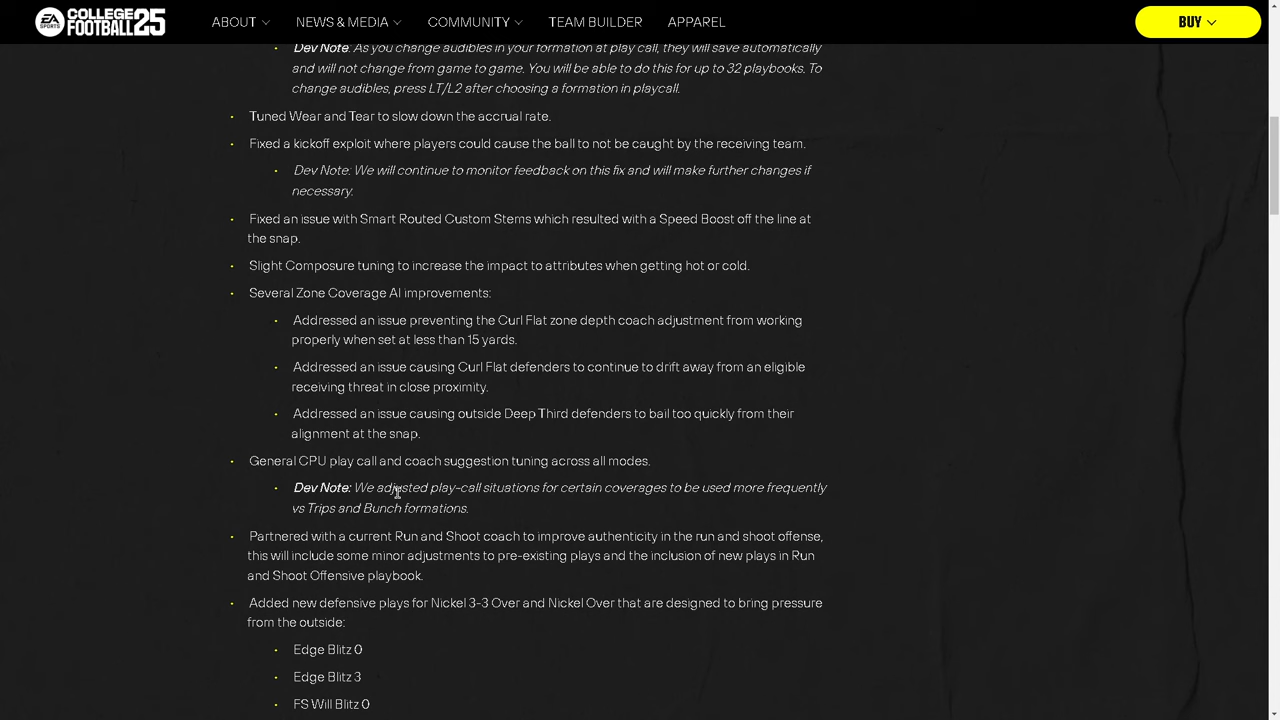 EA SPORTS COLLEGE FOOTBALL 25 ABOUT NEWS & MEDIA COMMUNITY TEAM BUILDER APPAREL BUY
Dev Note: As you change audibles in your formation at play call, they will save automatically
and will not change from game to game. You will be able to do this for up to 32 playbooks. To
change audibles, press LT/L2 after choosing a formation in playcall.
Tuned Wear and Tear to slow down the accrual rate.
Fixed a kickoff exploit where players could cause the ball to not be caught by the receiving team.
Dev Note: We will continue to monitor feedback on this fix and will make further changes if
necessary.
Fixed an issue with Smart Routed Custom Stems which resulted with a Speed Boost off the line at
the snap.
Slight Composure tuning to increase the impact to attributes when getting hot or cold.
Several Zone Coverage AI improvements:
Addressed an issue preventing the Curl Flat zone depth coach adjustment from working
properly when set at less than 15 yards.
Addressed an issue causing Curl Flat defenders to continue to drift away from an eligible
receiving threat in close proximity.
Addressed an issue causing outside Deep Third defenders to bail too quickly from their
alignment at the snap.
General CPU play call and coach suggestion tuning across all modes.
Dev Note: We adjusted play-call situations for certain coverages to be used more frequently
vs Trips and Bunch formations.
Partnered with a current Run and Shoot coach to improve authenticity in the run and shoot offense,
this will include some minor adjustments to pre-existing plays and the inclusion of new plays in Run
and Shoot Offensive playbook.
Added new defensive plays for Nickel 3-3 Over and Nickel Over that are designed to bring pressure
from the outside:
Edge Blitz 0
Edge Blitz 3
FS Will Blitz 0